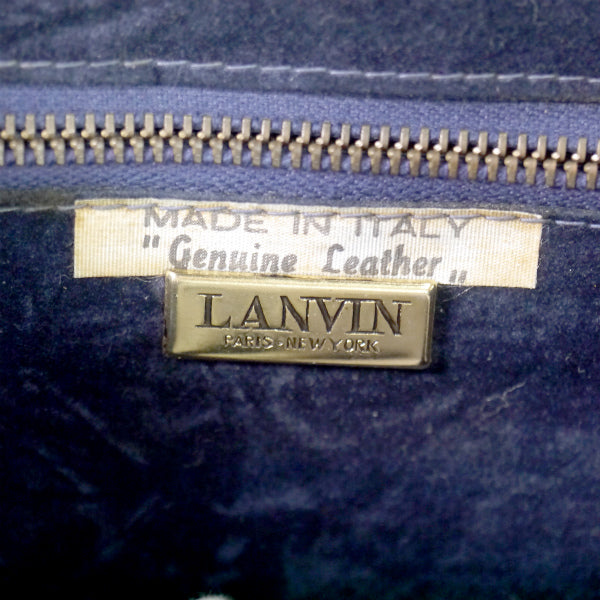 MADE IN ITALY
"Genuine Leather"
LANVIN
PARIS-NEW YORK